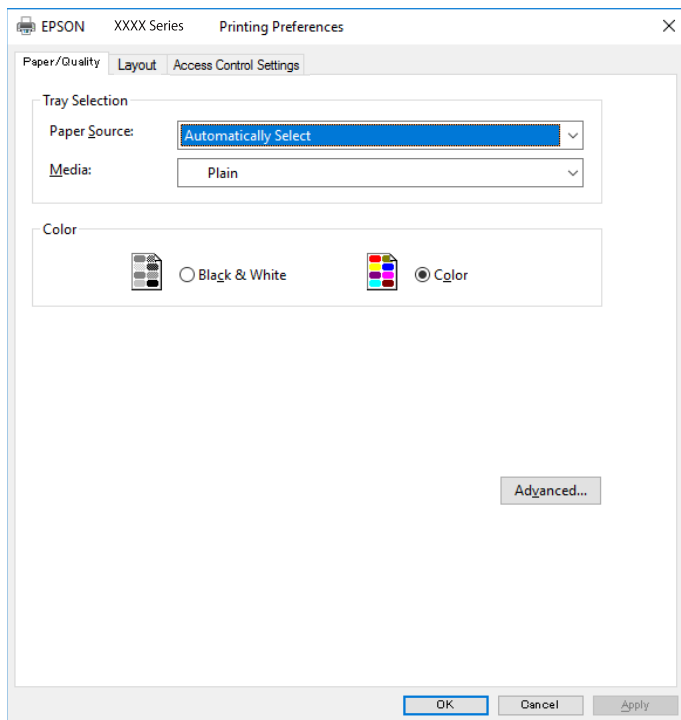 EPSON XXXX Series Printing Preferences
Paper/Quality Layout Access Control Settings
Tray Selection
Paper Source: Automatically Select
Media: Plain
Color
Black & White Color
Advanced...
OK Cancel Apply